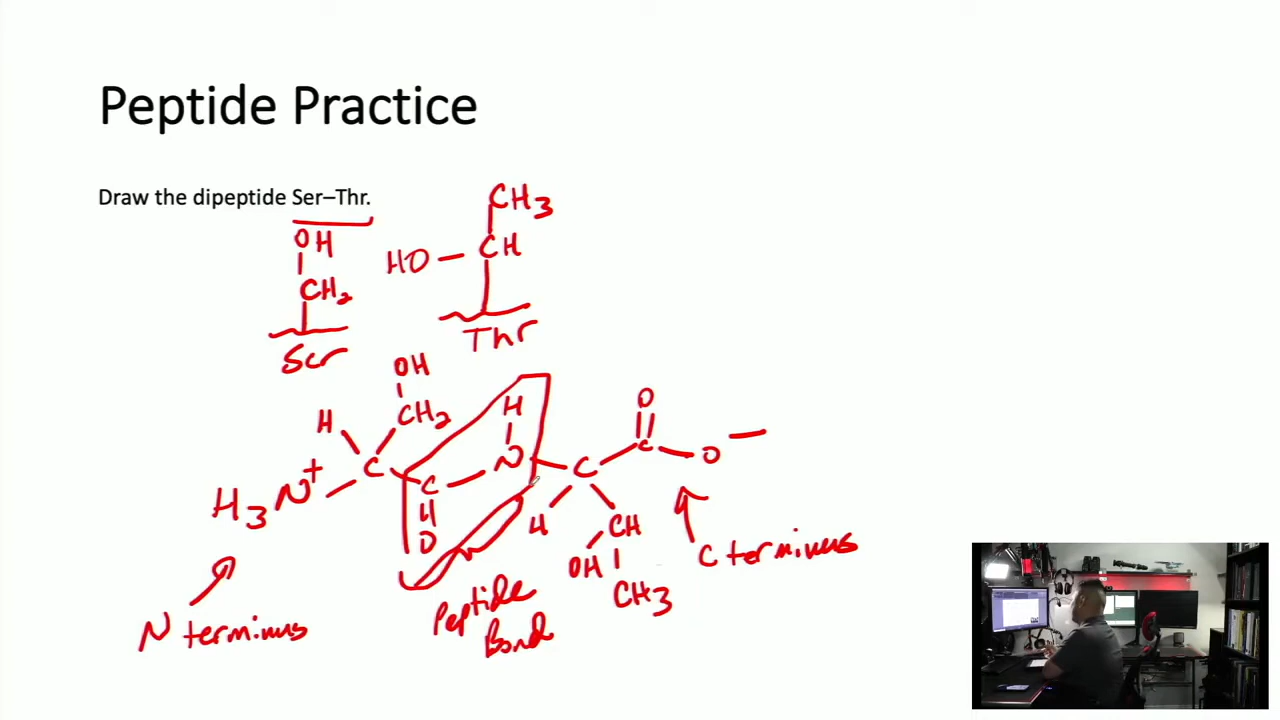 Peptide Practice
Draw the dipeptide Ser–Thr.
OH
CH2
Ser
CH3
HO – CH
Thr
OH
H CH2 H
H3N+ – C – C – N – C – C – O –
O
O
H CH
OH
CH3
N terminus
Peptide
Bond
C terminus